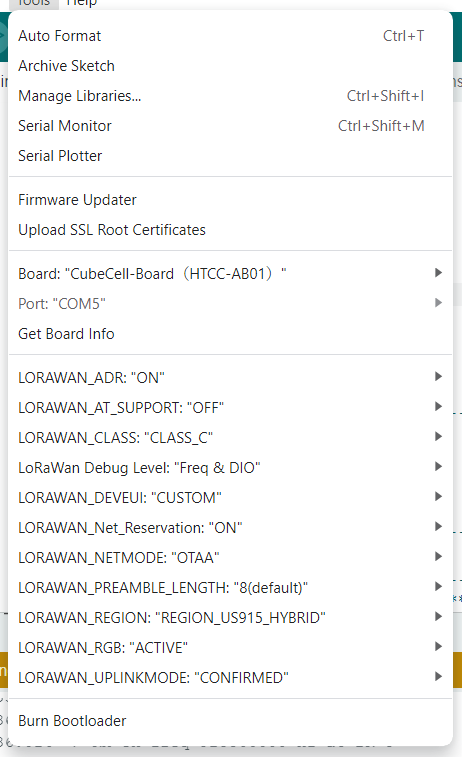 Tools Help
Auto Format Ctrl+T
Archive Sketch
Manage Libraries... Ctrl+Shift+I
Serial Monitor Ctrl+Shift+M
Serial Plotter
Firmware Updater
Upload SSL Root Certificates
Board: "CubeCell-Board（HTCC-AB01）"
Port: "COM5"
Get Board Info
LORAWAN_ADR: "ON"
LORAWAN_AT_SUPPORT: "OFF"
LORAWAN_CLASS: "CLASS_C"
LoRaWan Debug Level: "Freq & DIO"
LORAWAN_DEVEUI: "CUSTOM"
LORAWAN_Net_Reservation: "ON"
LORAWAN_NETMODE: "OTAA"
LORAWAN_PREAMBLE_LENGTH: "8(default)"
LORAWAN_REGION: "REGION_US915_HYBRID"
LORAWAN_RGB: "ACTIVE"
LORAWAN_UPLINKMODE: "CONFIRMED"
Burn Bootloader